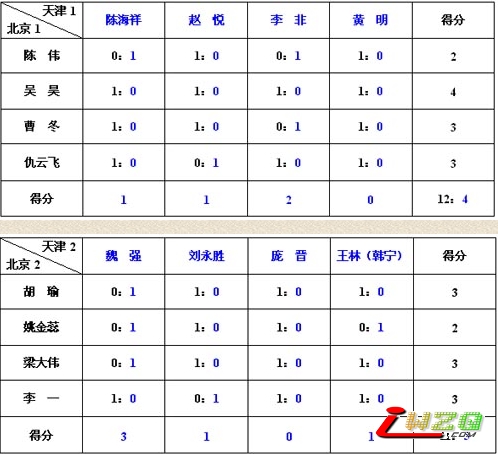 天津 1
北京 1 陈海祥 赵 悦 李 非 黄 明 得分
陈 伟 0：1 1：0 0：1 1：0 2
吴 昊 1：0 1：0 1：0 1：0 4
曹 冬 1：0 1：0 0：1 1：0 3
仇云飞 1：0 0：1 1：0 1：0 3
得分 1 1 2 0 12：4
天津 2
北京 2 魏 强 刘永胜 庞 晋 王林（韩宁） 得分
胡 瑜 0：1 1：0 1：0 1：0 3
姚金蕊 0：1 1：0 1：0 0：1 2
梁大伟 0：1 1：0 1：0 1：0 3
李 一 1：0 0：1 1：0 1：0 3
得分 3 1 0 1
iWZQ.COM